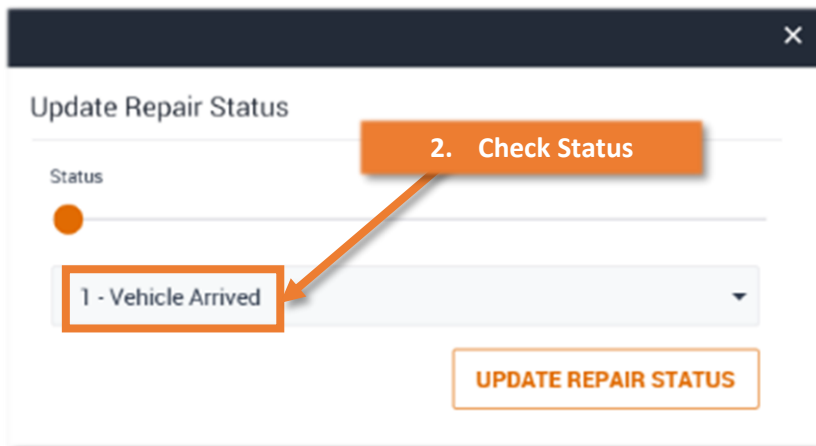 ×
Update Repair Status
2. Check Status
Status
1 - Vehicle Arrived
UPDATE REPAIR STATUS